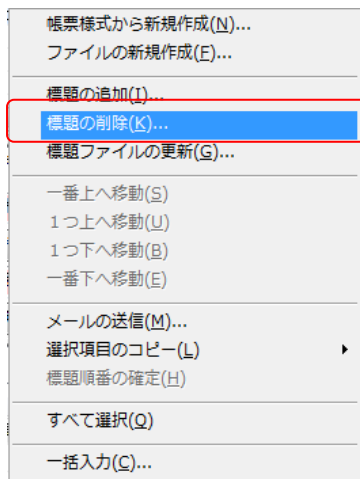 帳票様式から新規作成(N)...
ファイルの新規作成(F)...
標題の追加(I)...
標題の削除(K)...
標題ファイルの更新(G)...
一番上へ移動(S)
1つ上へ移動(U)
1つ下へ移動(B)
一番下へ移動(E)
メールの送信(M)...
選択項目のコピー(L)
標題順番の確定(H)
すべて選択(Q)
一括入力(C)...